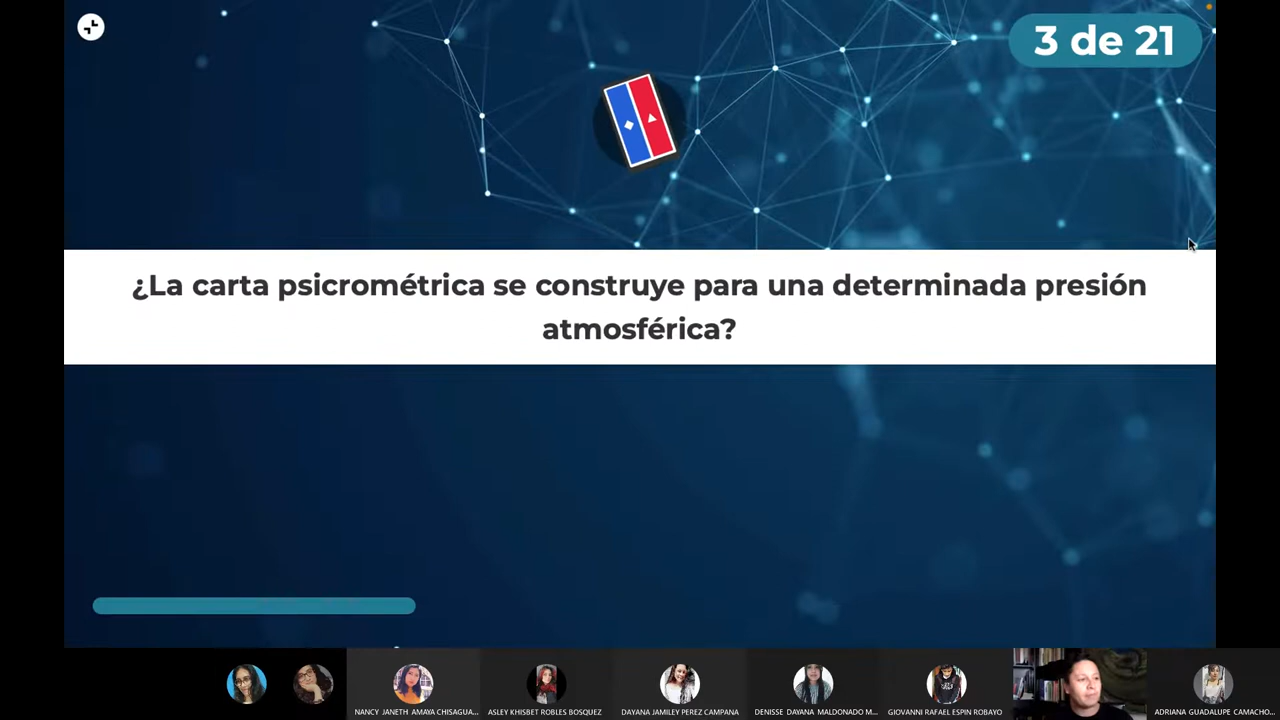 3 de 21
¿La carta psicrométrica se construye para una determinada presión
atmosférica?
NANCY JANETH AMAYA CHISAGUA...
ASLEY KHISBET ROBLES BOSQUEZ
DAYANA JAMILEY PEREZ CAMPANA
DENISSE DAYANA MALDONADO M...
GIOVANNI RAFAEL ESPIN ROBAYO
ADRIANA GUADALUPE CAMACHO...